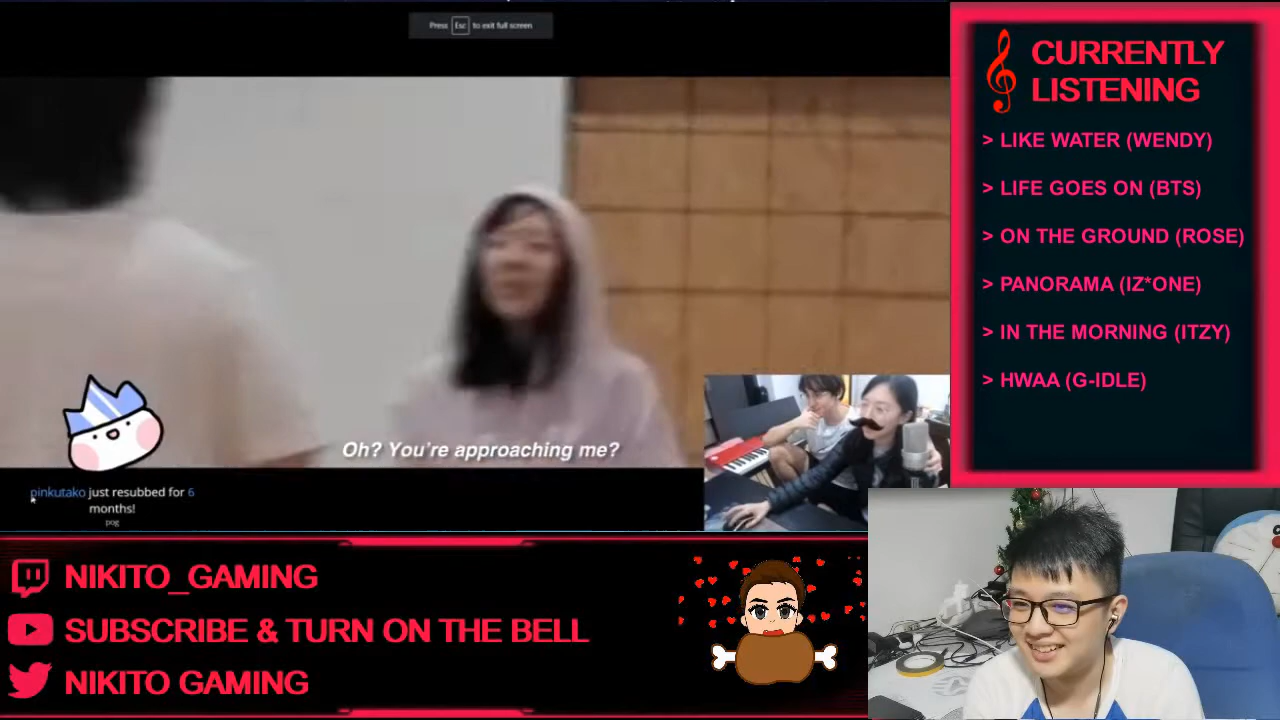 Press Esc to exit full screen
CURRENTLY
LISTENING
> LIKE WATER (WENDY)
> LIFE GOES ON (BTS)
> ON THE GROUND (ROSE)
> PANORAMA (IZ*ONE)
> IN THE MORNING (ITZY)
> HWAA (G-IDLE)
Oh? You're approaching me?
pinkutako just resubbed for 6
months!
pog
NIKITO_GAMING
SUBSCRIBE & TURN ON THE BELL
NIKITO GAMING